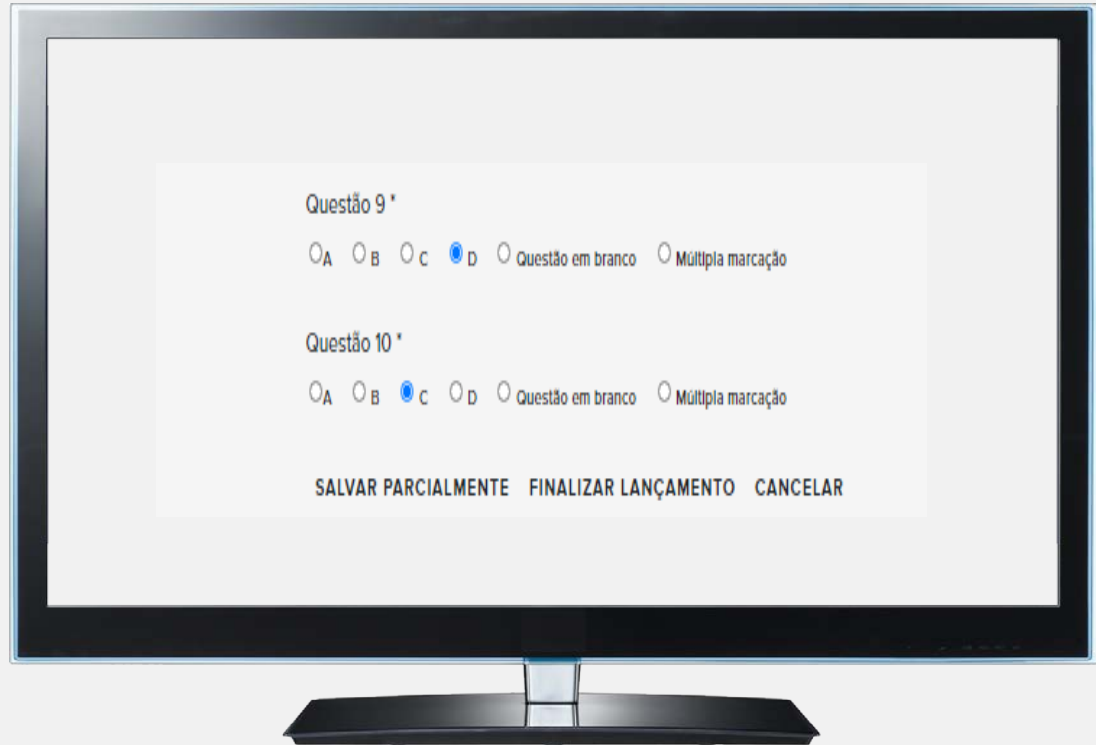 Questão 9 *
A B C D Questão em branco Múltipla marcação
Questão 10 *
A B C D Questão em branco Múltipla marcação
SALVAR PARCIALMENTE FINALIZAR LANÇAMENTO CANCELAR